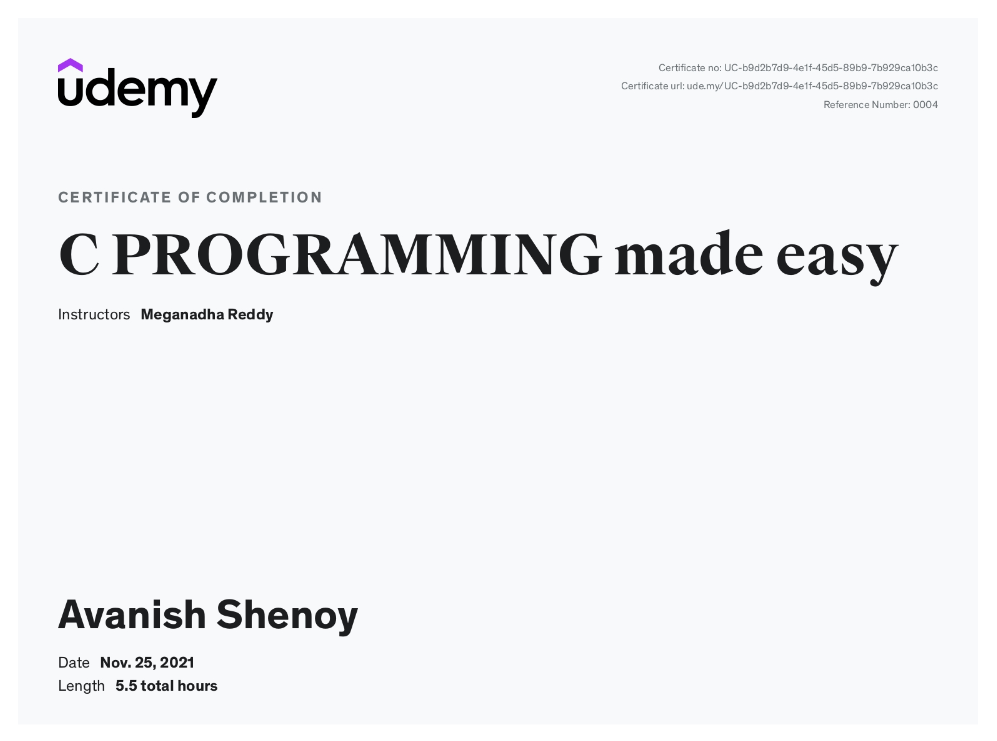 udemy
Certificate no: UC-b9d2b7d9-4e1f-45d5-89b9-7b929ca10b3c
Certificate url: ude.my/UC-b9d2b7d9-4e1f-45d5-89b9-7b929ca10b3c
Reference Number: 0004
CERTIFICATE OF COMPLETION
C PROGRAMMING made easy
Instructors Meganadha Reddy
Avanish Shenoy
Date Nov. 25, 2021
Length 5.5 total hours